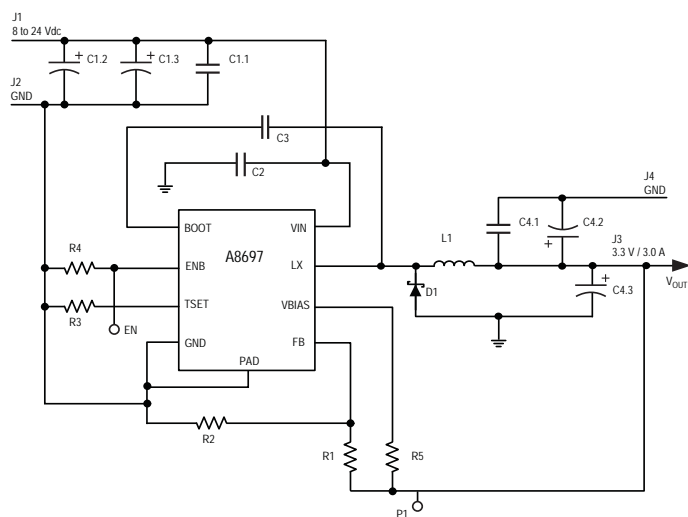 J1
8 to 24 Vdc
+ C1.2
+ C1.3
C1.1
J2
GND
C3
C2
J4
GND
BOOT
VIN
C4.1
C4.2
+
J3
3.3 V / 3.0 A
L1
R4
ENB
A8697
LX
+
VOUT
D1
C4.3
R3
TSET
VBIAS
EN
GND
FB
PAD
R2
R1
R5
P1